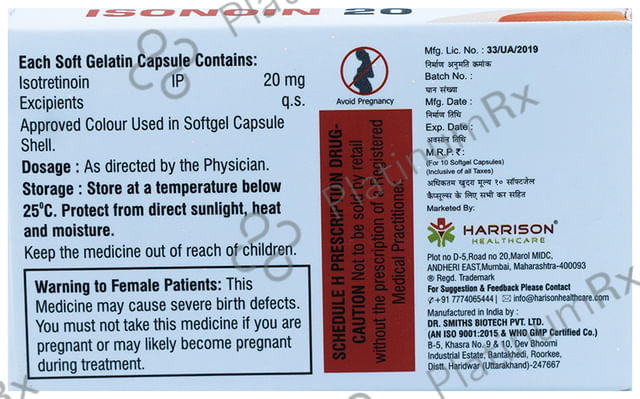 ISONOIN 20
Each Soft Gelatin Capsule Contains:
Isotretinoin IP 20 mg
Excipients q.s.
Approved Colour Used in Softgel Capsule
Shell.
Dosage : As directed by the Physician.
Storage : Store at a temperature below
25°C. Protect from direct sunlight, heat
and moisture.
Keep the medicine out of reach of children.
Warning to Female Patients: This
Medicine may cause severe birth defects.
You must not take this medicine if you are
pregnant or may likely become pregnant
during treatment.
Avoid Pregnancy
SCHEDULE H PRESCRIPTION DRUG-
CAUTION Not to be sold by retail
without the prescription of a Registered
Medical Practitioner.
Mfg. Lic. No. : 33/UA/2019
निर्माण अनुमति क्रमांक
Batch No. :
घान संख्या
Mfg. Date :
निर्माण तिथि
Exp. Date :
अवसान तिथि
M.R.P. ₹ :
(For 10 Softgel Capsules)
(Inclusive of all Taxes)
अधिकतम खुदरा मूल्य १० सॉफ्टजेल
कैप्सूल्स के लिए सभी कर सहित
Marketed By:
HARRISON®
HEALTHCARE
Plot no D-5,Road no 20,Marol MIDC,
ANDHERI EAST,Mumbai, Maharashtra-400093
® Regd. Trademark
For Suggestion & Feedback Please Contact
+91 7774065444 | info@harisonhealthcare.com
Manufactured in India by :
DR. SMITHS BIOTECH PVT. LTD.
(AN ISO 9001:2015 & WHO GMP Certified Co.)
B-5, Khasra No. 9 & 10, Dev Bhoomi
Industrial Estate, Bantakhedi, Roorkee,
Distt. Haridwar (Uttarakhand)-247667
PlatinumRx
PlatinumRx
PlatinumRx
Rx